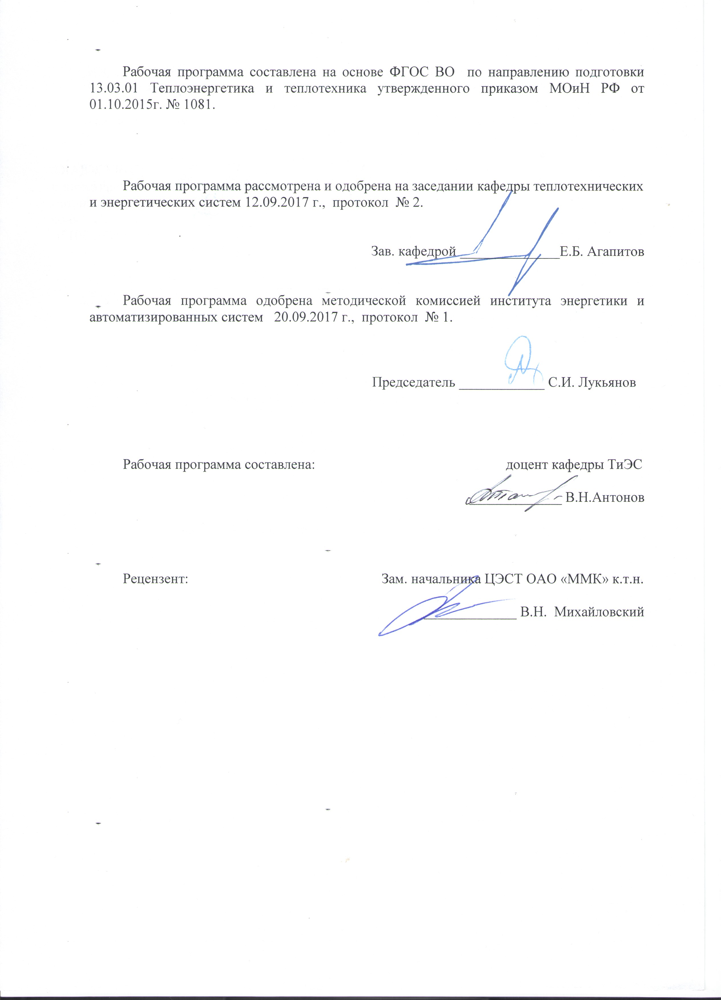 Рабочая программа составлена на основе ФГОС ВО по направлению подготовки
13.03.01 Теплоэнергетика и теплотехника утвержденного приказом МОиН РФ от
01.10.2015г. № 1081.
Рабочая программа рассмотрена и одобрена на заседании кафедры теплотехнических
и энергетических систем 12.09.2017 г., протокол № 2.
Зав. кафедрой ______________Е.Б. Агапитов
Рабочая программа одобрена методической комиссией института энергетики и
автоматизированных систем 20.09.2017 г., протокол № 1.
Председатель ____________ С.И. Лукьянов
Рабочая программа составлена: доцент кафедры ТиЭС
_____________ В.Н.Антонов
Рецензент: Зам. начальника ЦЭСТ ОАО «ММК» к.т.н.
_____________ В.Н. Михайловский